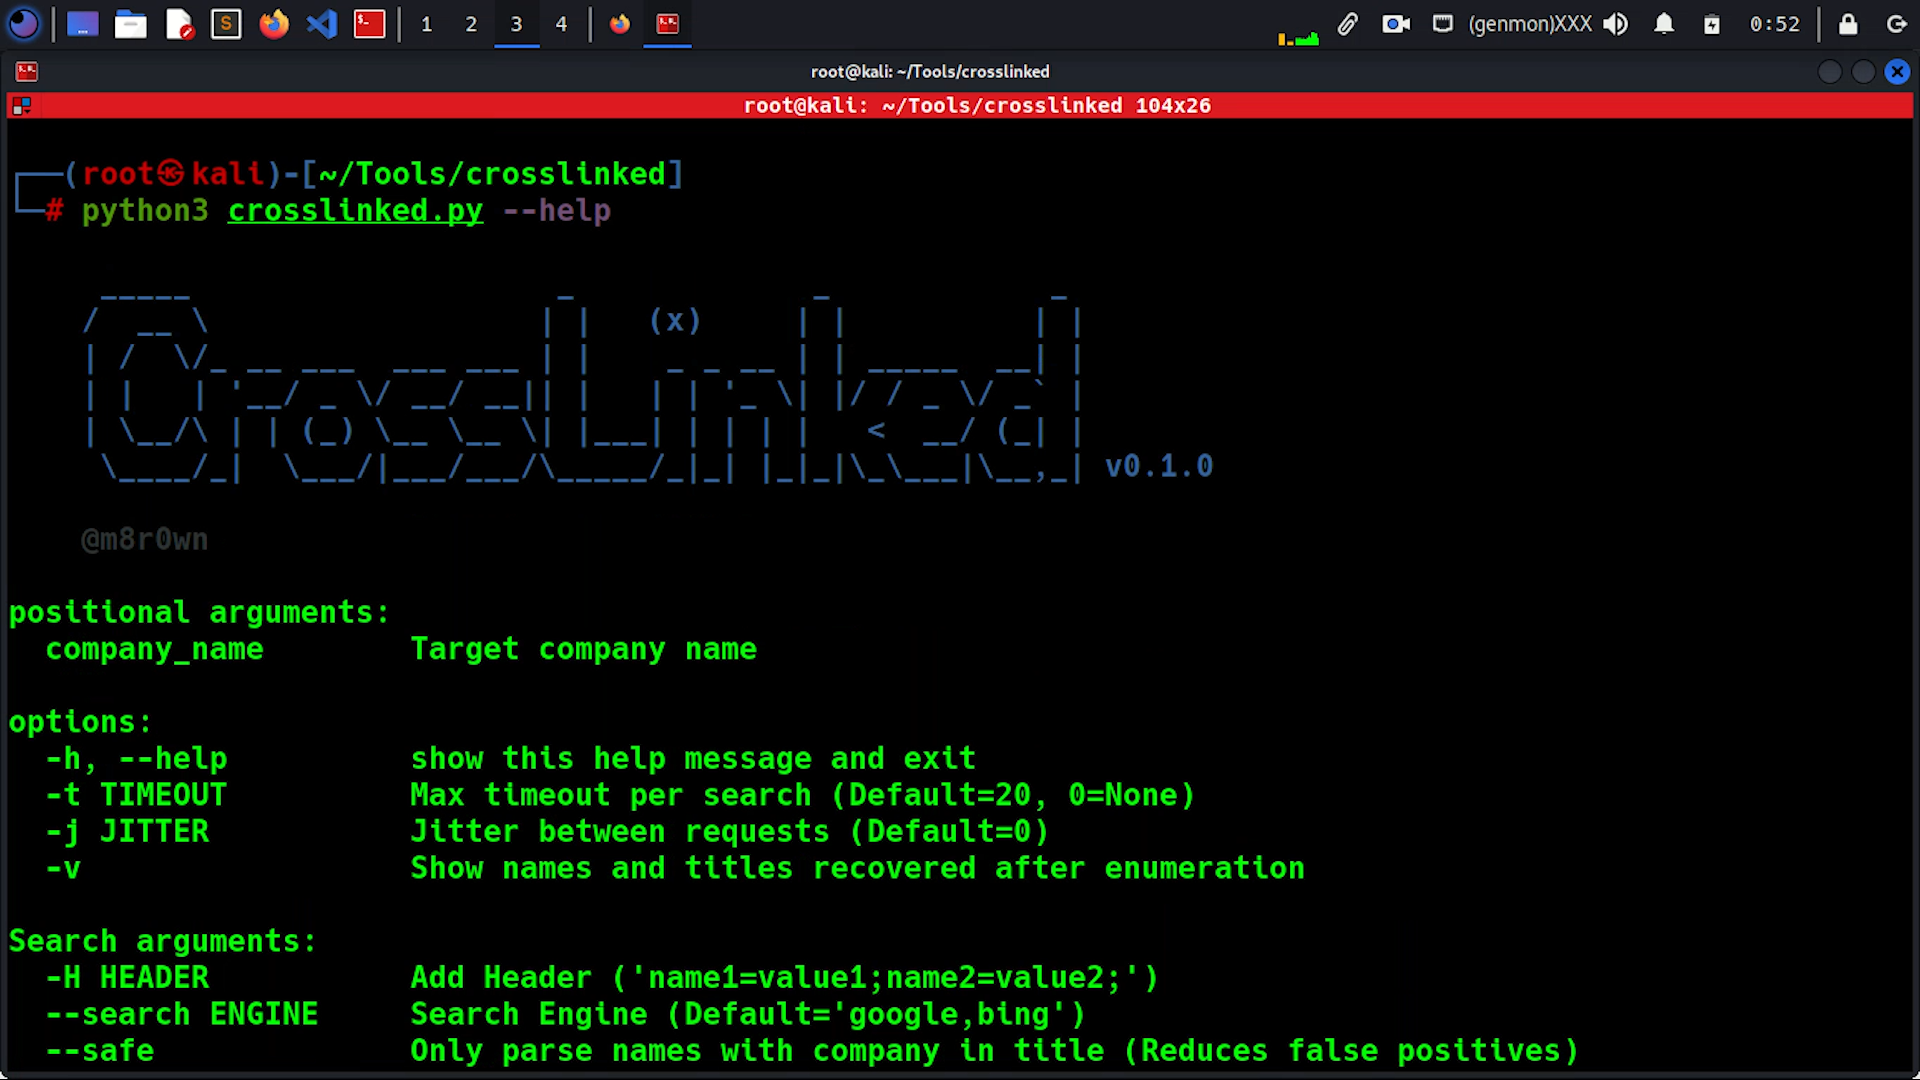 1 2 3 4 (genmon)XXX 0:52
root@kali: ~/Tools/crosslinked
root@kali: ~/Tools/crosslinked 104x26
(root㉿kali)-[~/Tools/crosslinked]
# python3 crosslinked.py --help
(x)
CrossLinked v0.1.0
@m8r0wn
positional arguments:
company_name Target company name
options:
-h, --help show this help message and exit
-t TIMEOUT Max timeout per search (Default=20, 0=None)
-j JITTER Jitter between requests (Default=0)
-v Show names and titles recovered after enumeration
Search arguments:
-H HEADER Add Header ('name1=value1;name2=value2;')
--search ENGINE Search Engine (Default='google,bing')
--safe Only parse names with company in title (Reduces false positives)